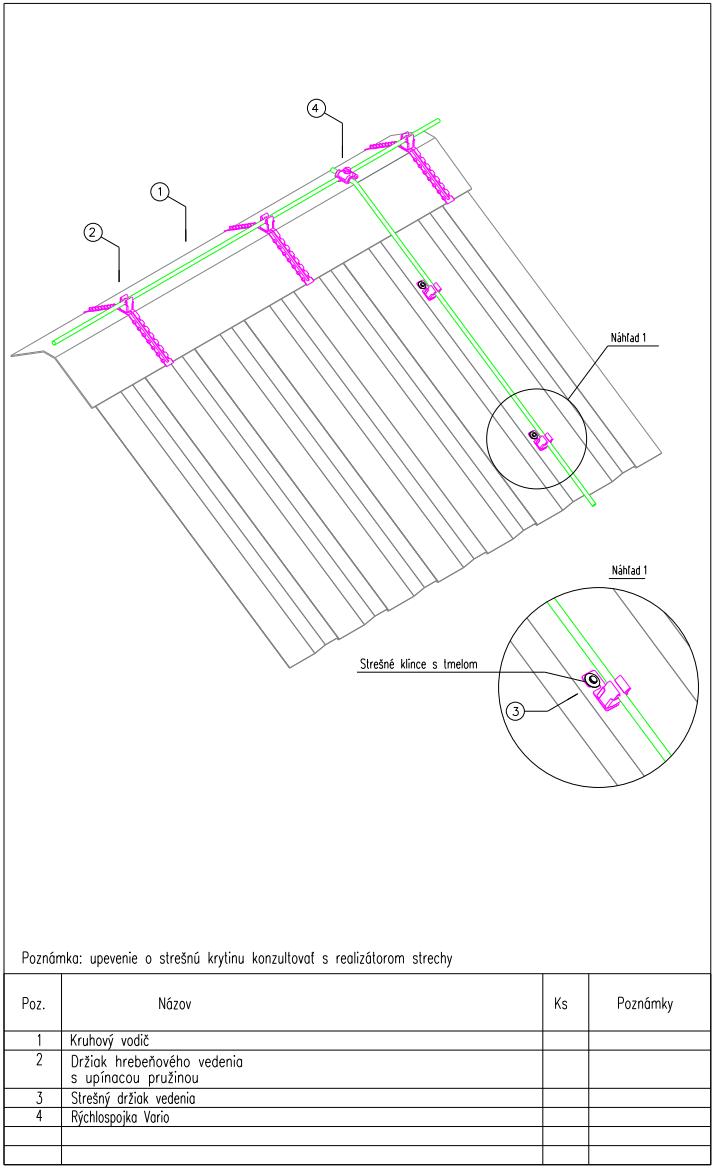 4
1
2
Náhľad 1
Náhľad 1
Strešné klince s tmelom
3
Poznámka: upevenie o strešnú krytinu konzultovať s realizátorom strechy
Poz. Názov Ks Poznámky
1 Kruhový vodič
2 Držiak hrebeňového vedenia
s upínacou pružinou
3 Strešný držiak vedenia
4 Rýchlospojka Vario